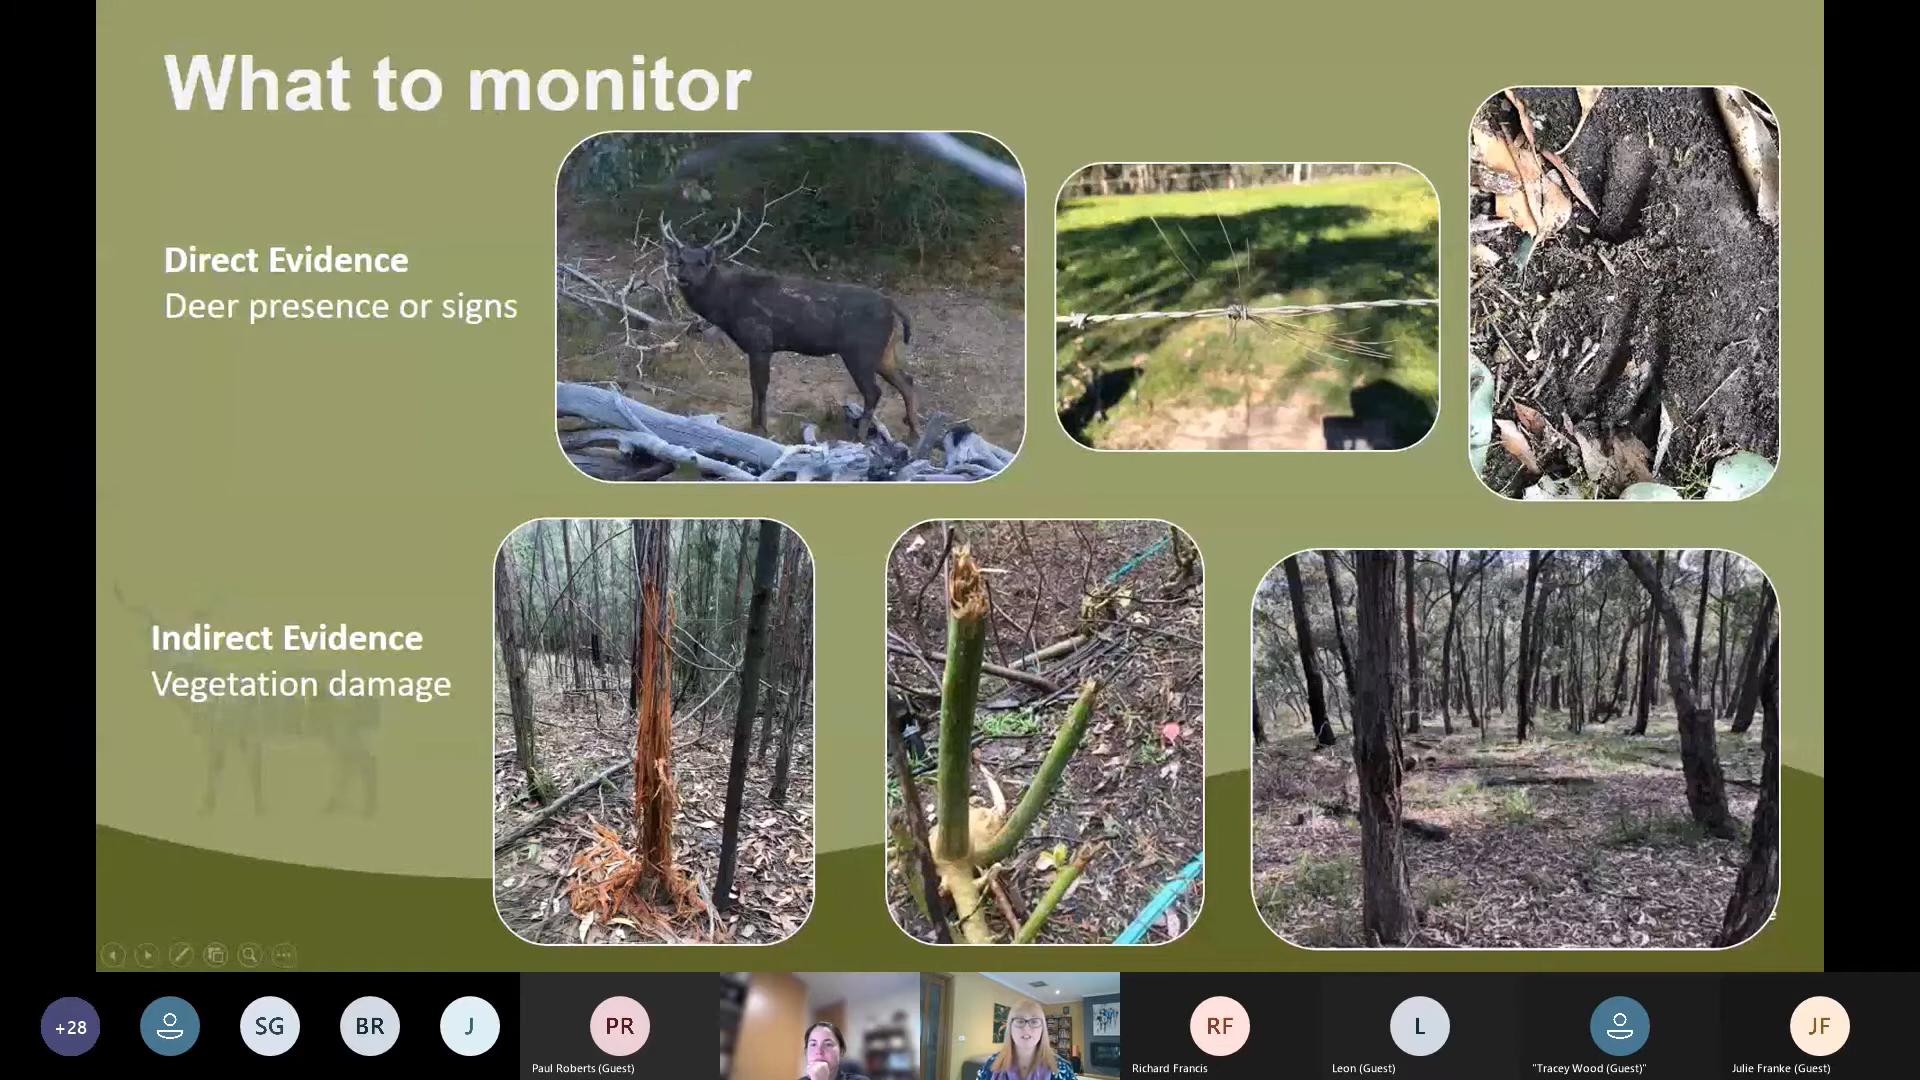 What to monitor
Direct Evidence
Deer presence or signs
Indirect Evidence
Vegetation damage
+28
SG
BR
J
PR
RF
L
JF
Paul Roberts (Guest)
Richard Francis
Leon (Guest)
"Tracey Wood (Guest)"
Julie Franke (Guest)